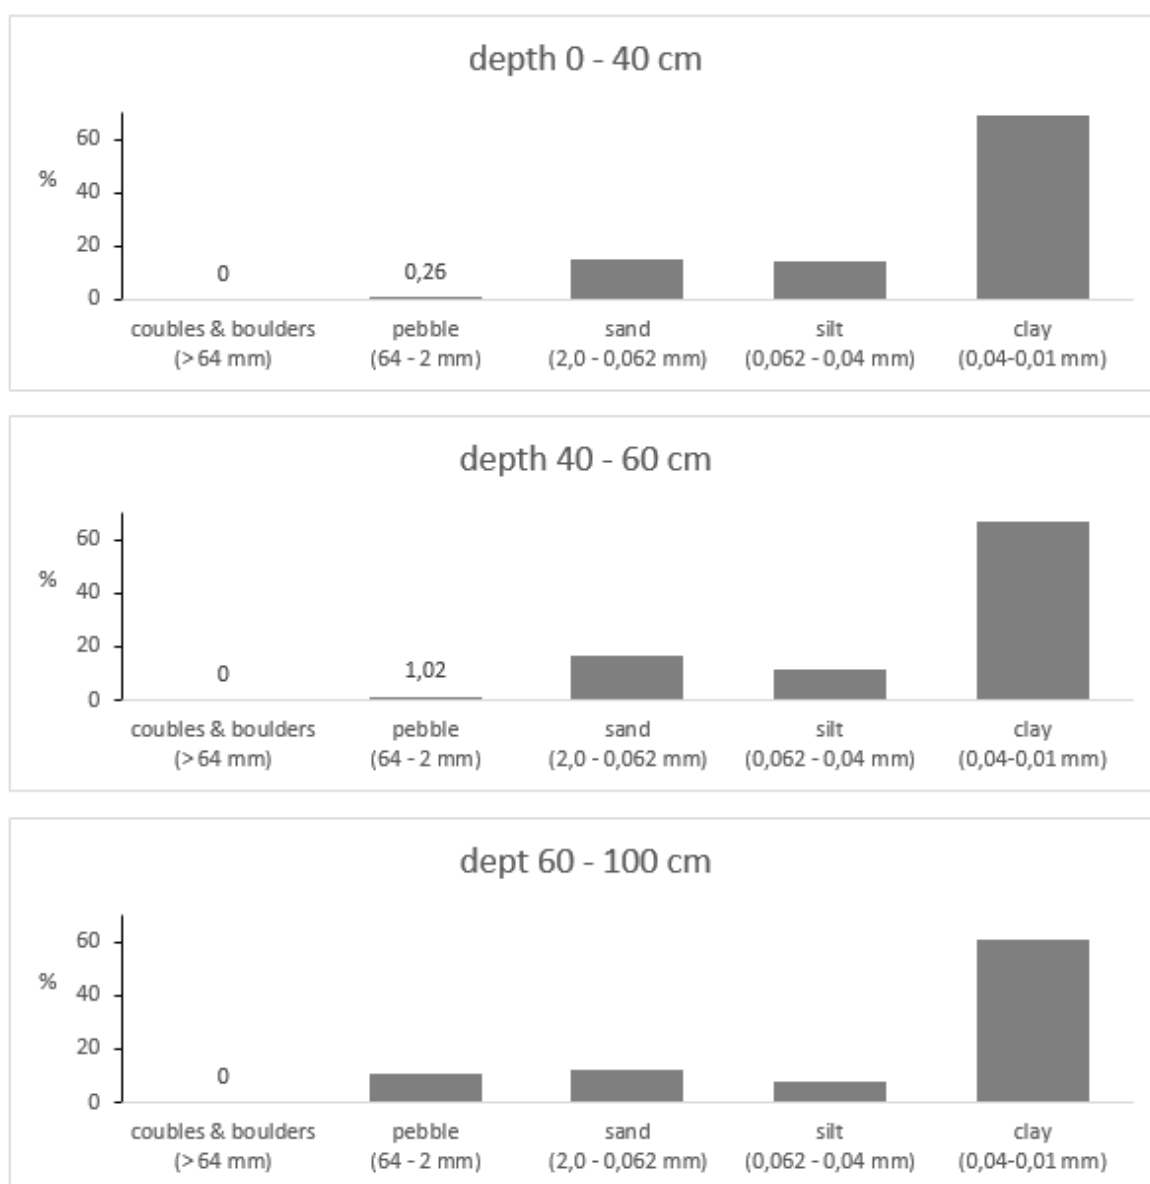 depth 0 - 40 cm
60
%
40
20
0
0
0,26
coubles & boulders
(> 64 mm)
pebble
(64 - 2 mm)
sand
(2,0 - 0,062 mm)
silt
(0,062 - 0,04 mm)
clay
(0,04-0,01 mm)
depth 40 - 60 cm
60
%
40
20
0
0
1,02
coubles & boulders
(> 64 mm)
pebble
(64 - 2 mm)
sand
(2,0 - 0,062 mm)
silt
(0,062 - 0,04 mm)
clay
(0,04-0,01 mm)
dept 60 - 100 cm
60
%
40
20
0
0
coubles & boulders
(> 64 mm)
pebble
(64 - 2 mm)
sand
(2,0 - 0,062 mm)
silt
(0,062 - 0,04 mm)
clay
(0,04-0,01 mm)